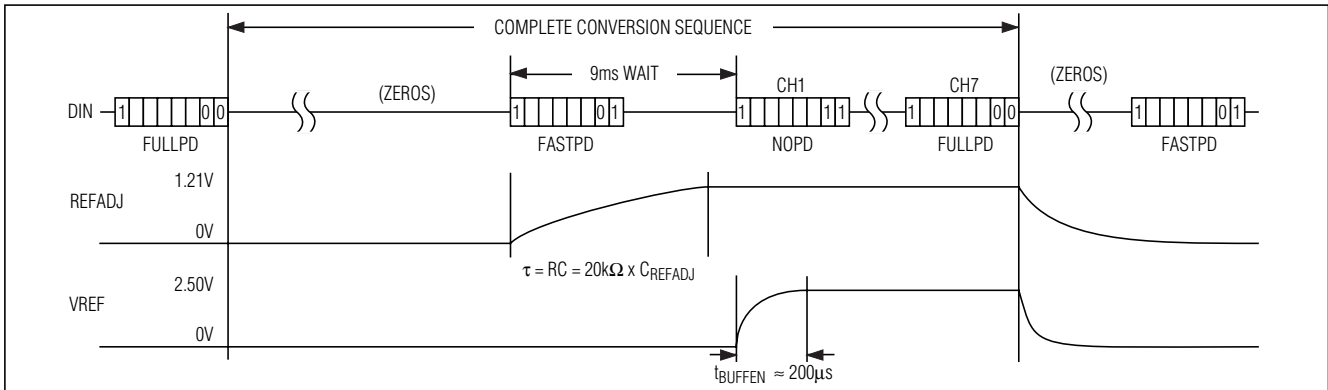 COMPLETE CONVERSION SEQUENCE
9ms WAIT
(ZEROS)
CH1
CH7
(ZEROS)
DIN
1 0 0
1 0 1
1 1 1
1 0 0
1 0 1
FULLPD
FASTPD
NOPD
FULLPD
FASTPD
1.21V
REFADJ
0V
τ = RC = 20kΩ x CREFADJ
2.50V
VREF
0V
tBUFFEN ≈ 200μs